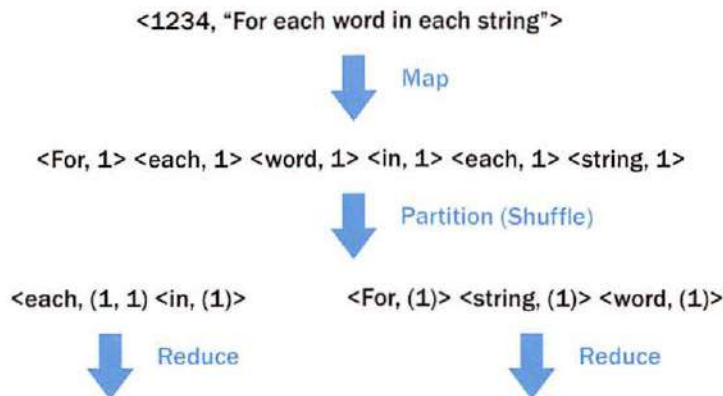 <1234, “For each word in each string”>
Map
<For, 1> <each, 1> <word, 1> <in, 1> <each, 1> <string, 1>
Partition (Shuffle)
<each, (1, 1) <in, (1)> <For, (1)> <string, (1)> <word, (1)>
Reduce Reduce